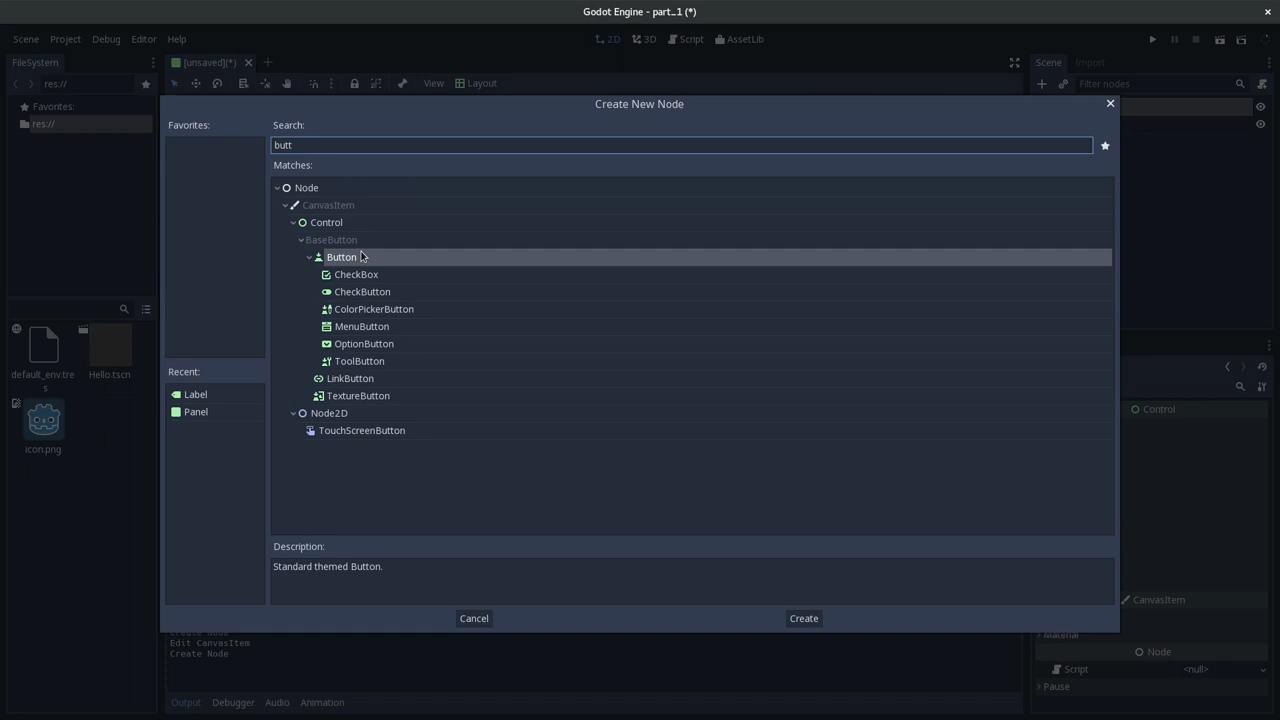 Godot Engine - part_1 (*)
Scene Project Debug Editor Help
2D 3D Script AssetLib
FileSystem
[unsaved](*)
Scene Import
res://
View Layout
Filter nodes
Favorites:
res://
Create New Node
Favorites:
Search:
butt
Matches:
Node
CanvasItem
Control
BaseButton
Button
CheckBox
CheckButton
ColorPickerButton
MenuButton
OptionButton
ToolButton
LinkButton
TextureButton
Node2D
TouchScreenButton
Recent:
Label
Panel
Description:
Standard themed Button.
Cancel Create
default_env.tre
s
Hello.tscn
icon.png
Control
CanvasItem
Material
Node
Script <null>
Pause
Create Node
Edit CanvasItem
Create Node
Output Debugger Audio Animation